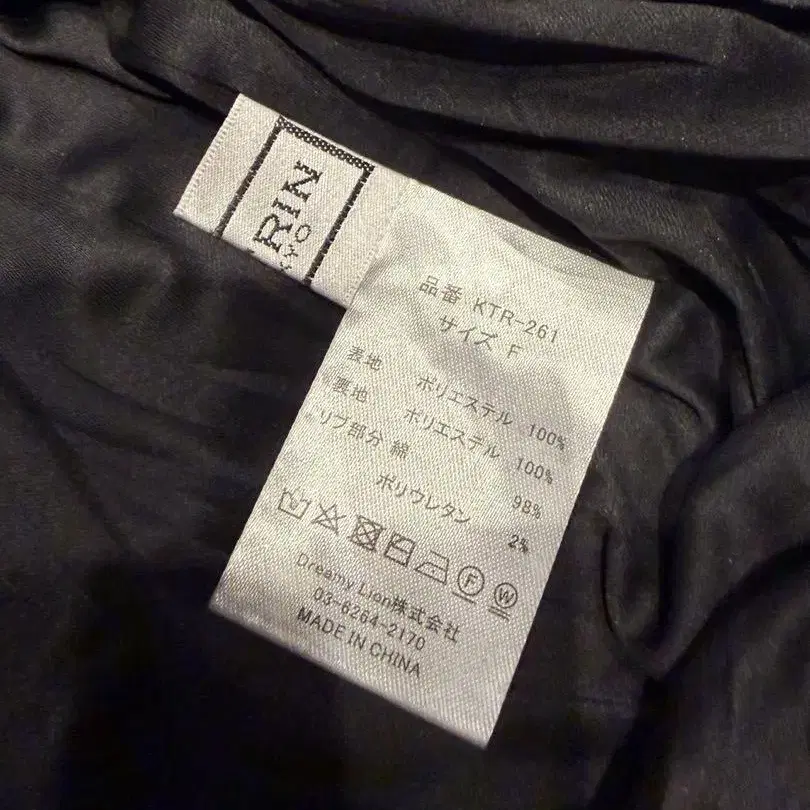 RIN
KYO
品番 KTR-261
サイズ F
表地 ポリエステル 100%
裏地 ポリエステル 100%
リブ部分 綿 98%
ポリウレタン 2%
F W
Dreamy Lion株式会社
03-6264-2170
MADE IN CHINA